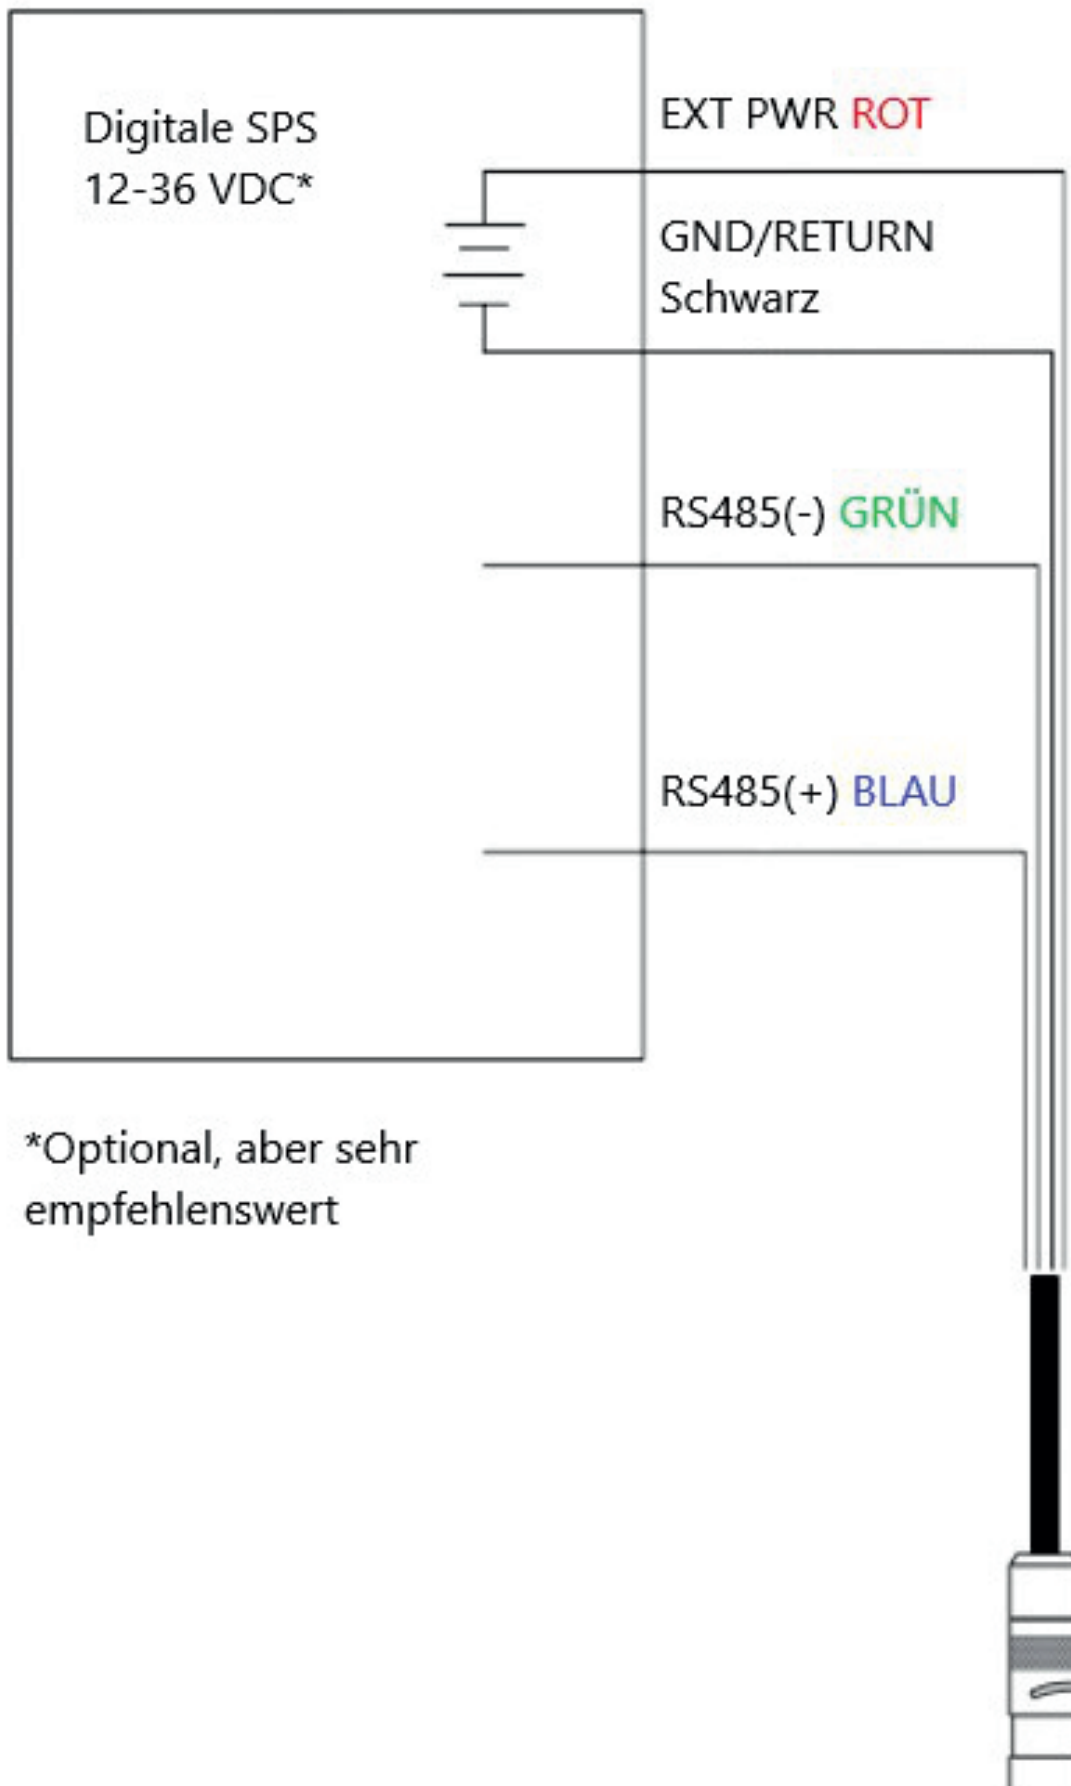 Digitale SPS
12-36 VDC*
EXT PWR ROT
GND/RETURN
Schwarz
RS485(-) GRÜN
RS485(+) BLAU
*Optional, aber sehr
empfehlenswert